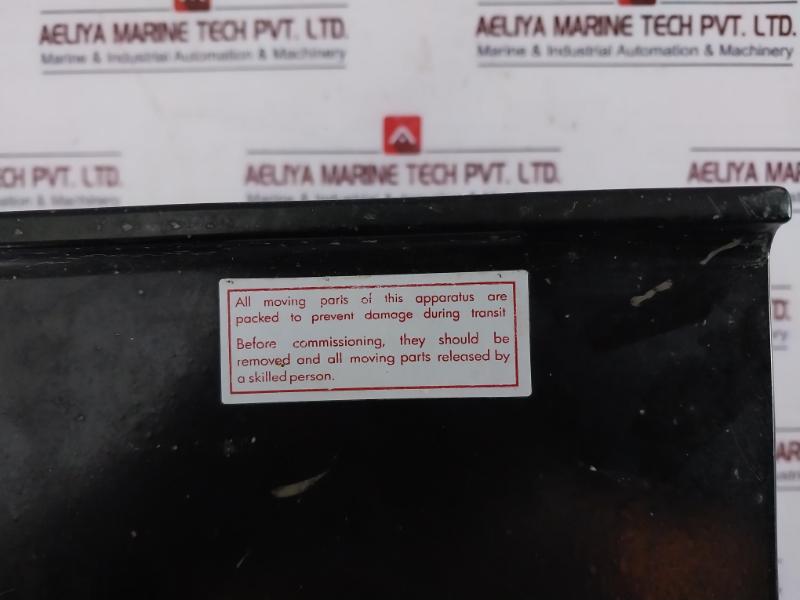 AELIYA MARINE TECH PVT. LTD.
Marine & Industrial Automation & Machinery
AELIYA MARINE TECH PVT. LTD.
Marine & Industrial Automation & Machinery
CH PVT. LTD.
AELIYA MARINE TECH PVT. LTD.
AELIYA MARINE
All moving paris of this apparatus are
packed to prevent damage during transit
Before commissioning, they should be
removed and all moving parts released by
a skilled person.